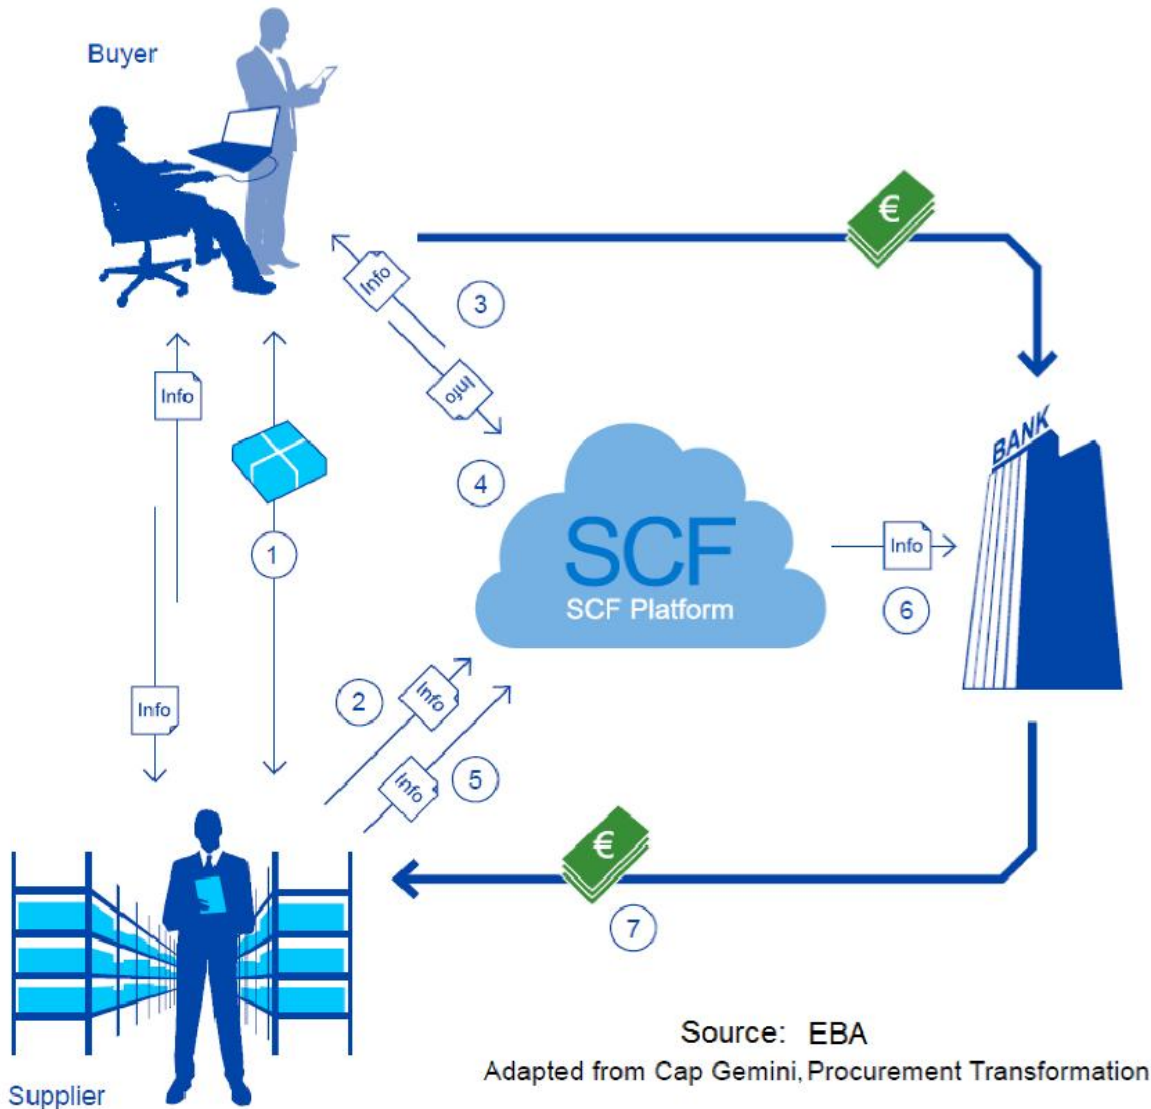 Buyer
€
Info
3
Info
Info
BANK
4
1
SCF
SCF Platform
Info
6
2
Info
Info
Info
5
€
7
Source: EBA
Adapted from Cap Gemini, Procurement Transformation
Supplier